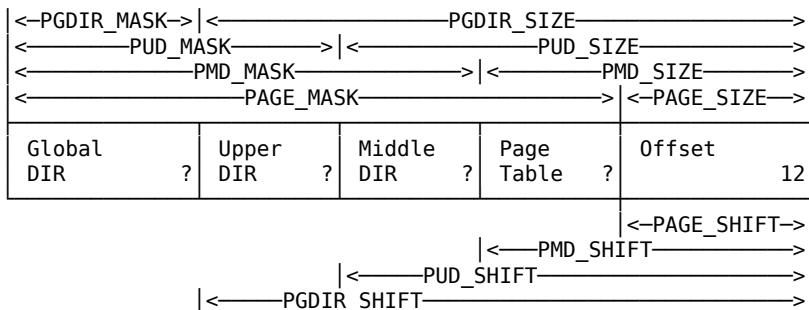 |<—PGDIR_MASK—>|<————————PGDIR_SIZE————————>
|<————PUD_MASK————>|<————————PUD_SIZE————————>
|<————————PMD_MASK————————>|<————PMD_SIZE————>
|<————————PAGE_MASK————————>|<—PAGE_SIZE—>
Global Upper Middle Page Offset
DIR ? DIR ? DIR ? Table ? 12
|<—PAGE_SHIFT—>
|<——PMD_SHIFT————————>
|<————PUD_SHIFT————————>
|<————PGDIR SHIFT————————>